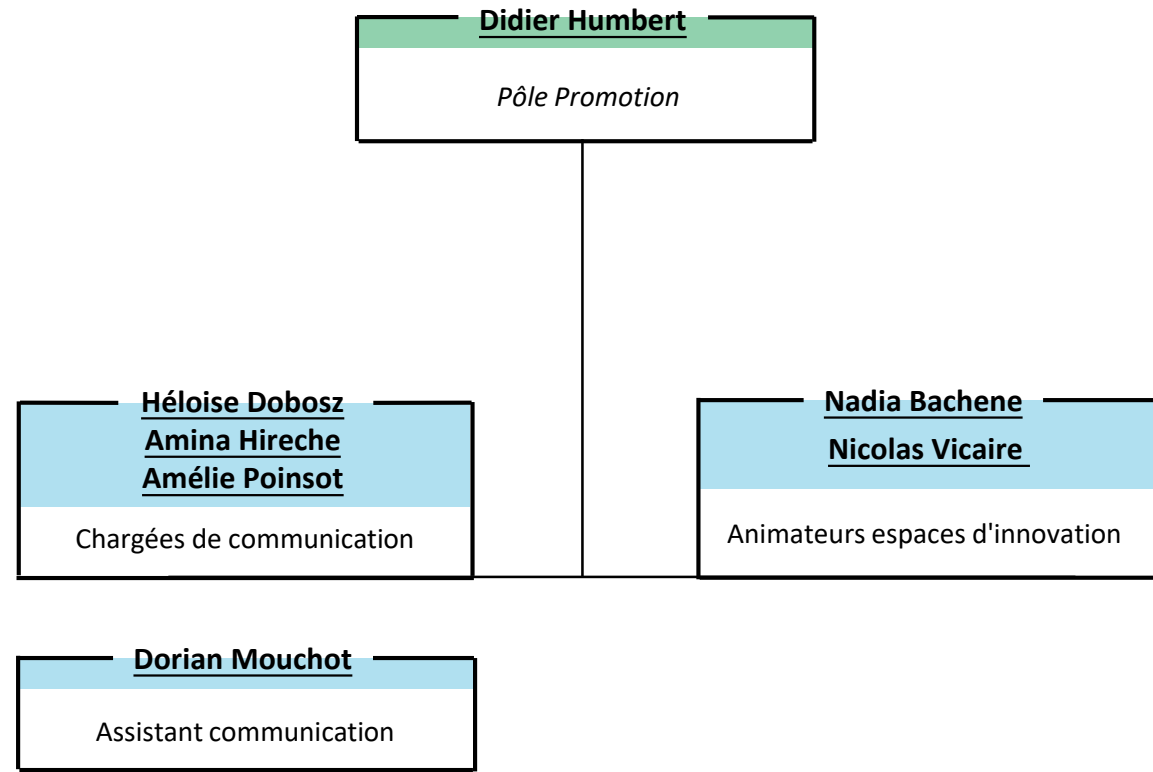 Didier Humbert
Pôle Promotion
Héloise Dobosz
Amina Hireche
Amélie Poinsot
Chargées de communication
Nadia Bachene
Nicolas Vicaire
Animateurs espaces d'innovation
Dorian Mouchot
Assistant communication